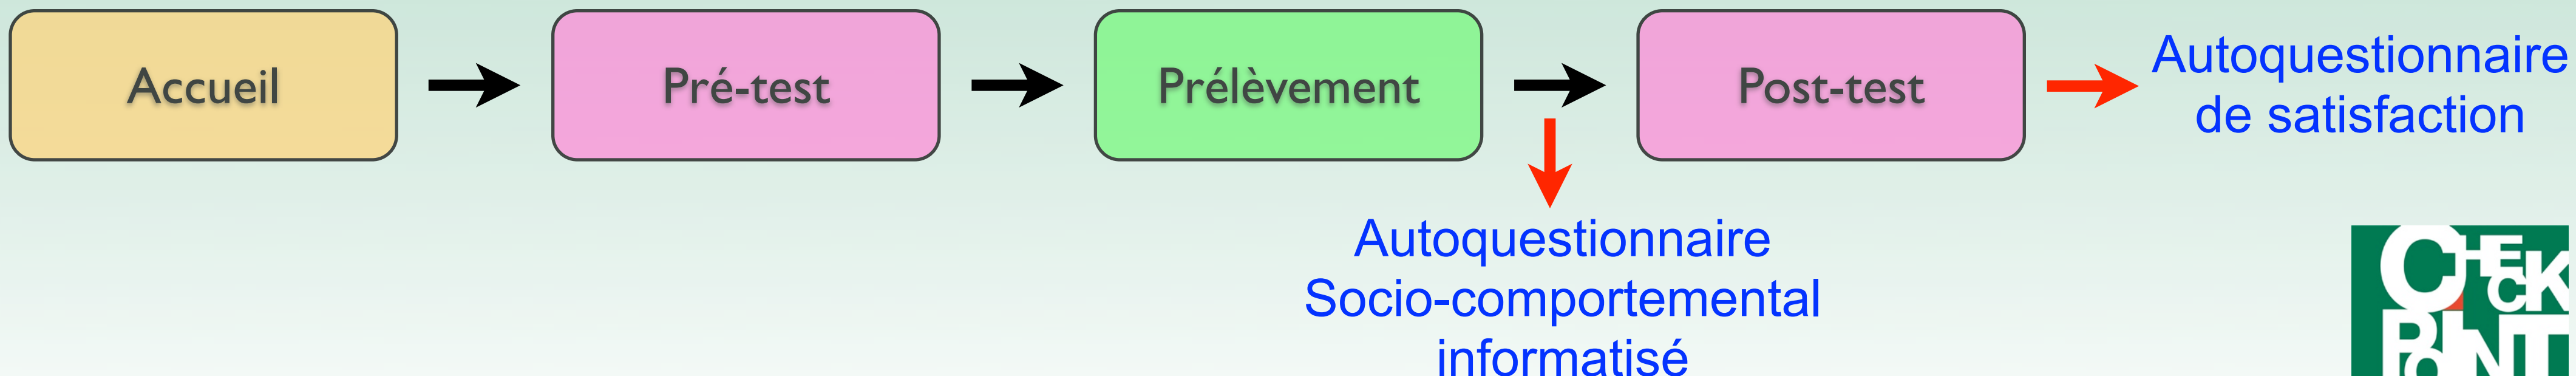 Accueil
Pré-test
Prélèvement
Post-test
Autoquestionnaire
de satisfaction
Autoquestionnaire
Socio-comportemental
informatisé
CHECK
POINT